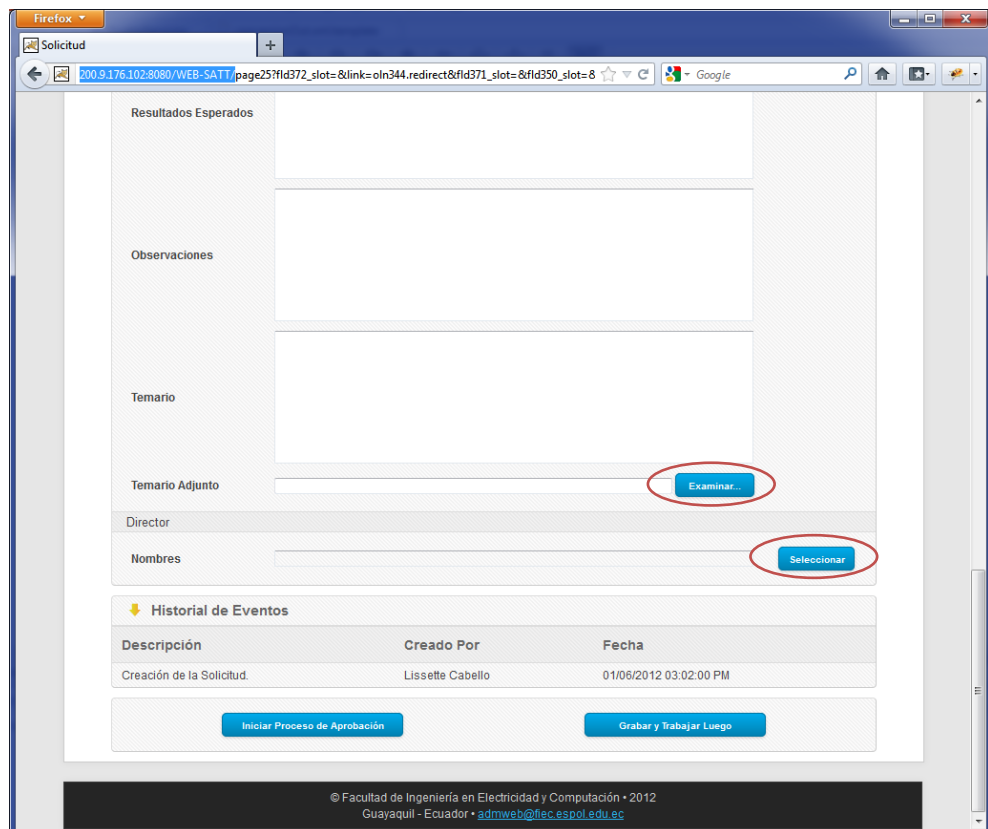 Firefox
Solicitud
200.9.176.102:8080/WEB-SATT/page25?fld372_slot=&link=oln344.redirect&fld371_slot=&fld350_slot=8
Google
Resultados Esperados
Observaciones
Temario
Temario Adjunto
Examinar...
Director
Nombres
Seleccionar
Historial de Eventos
Descripción Creado Por Fecha
Creación de la Solicitud. Lissette Cabello 01/06/2012 03:02:00 PM
Iniciar Proceso de Aprobación Grabar y Trabajar Luego
© Facultad de Ingeniería en Electricidad y Computación • 2012
Guayaquil - Ecuador • admweb@fiec.espol.edu.ec